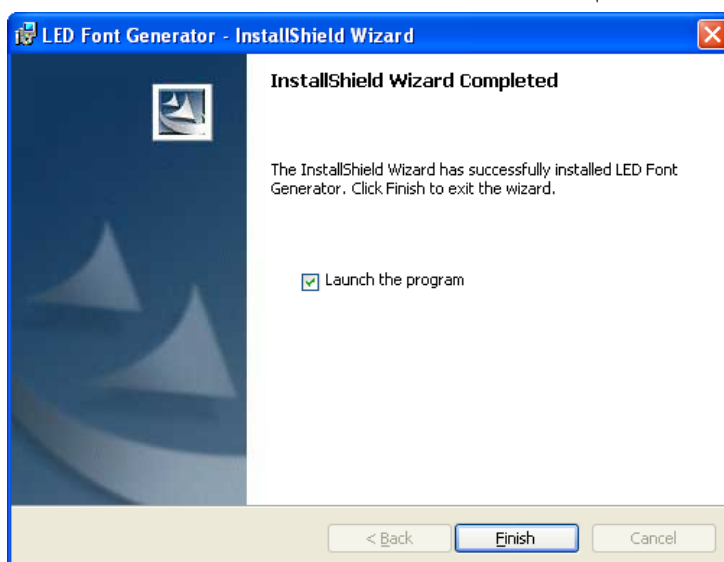 LED Font Generator - InstallShield Wizard
InstallShield Wizard Completed
The InstallShield Wizard has successfully installed LED Font
Generator. Click Finish to exit the wizard.
Launch the program
< Back Finish Cancel